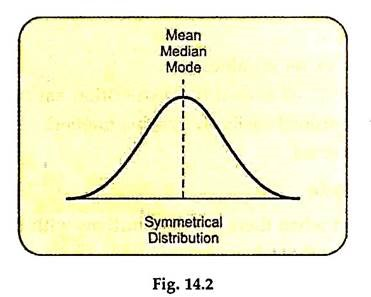 Mean
Median
Mode
Symmetrical
Distribution
Fig. 14.2